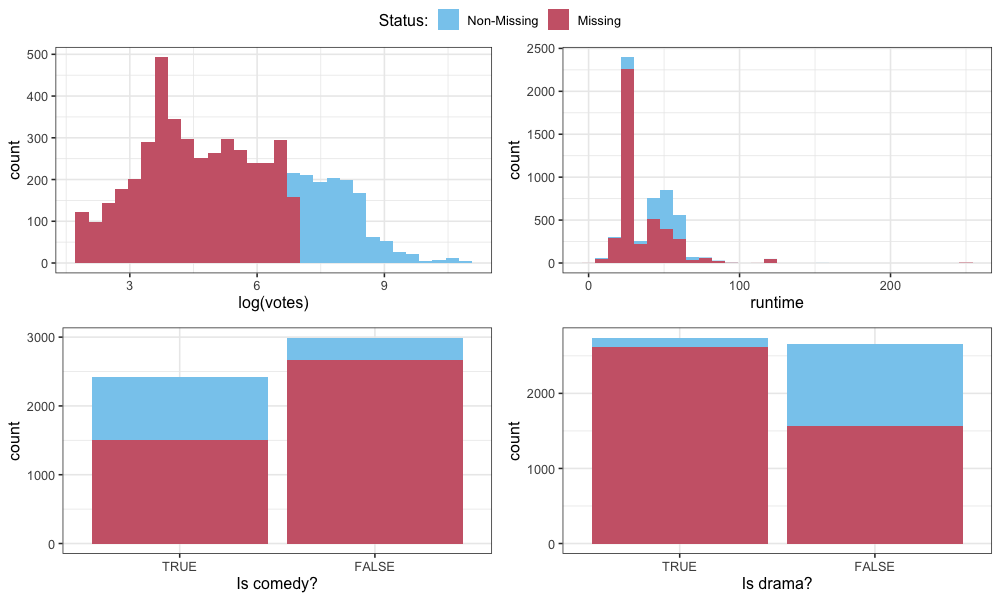 Status: Non-Missing Missing
500
400
300
200
100
0
count
3 6 9
log(votes)
2500
2000
1500
1000
500
0
count
0 100 200
runtime
3000
2000
1000
0
count
TRUE FALSE
Is comedy?
2000
1000
0
count
TRUE FALSE
Is drama?